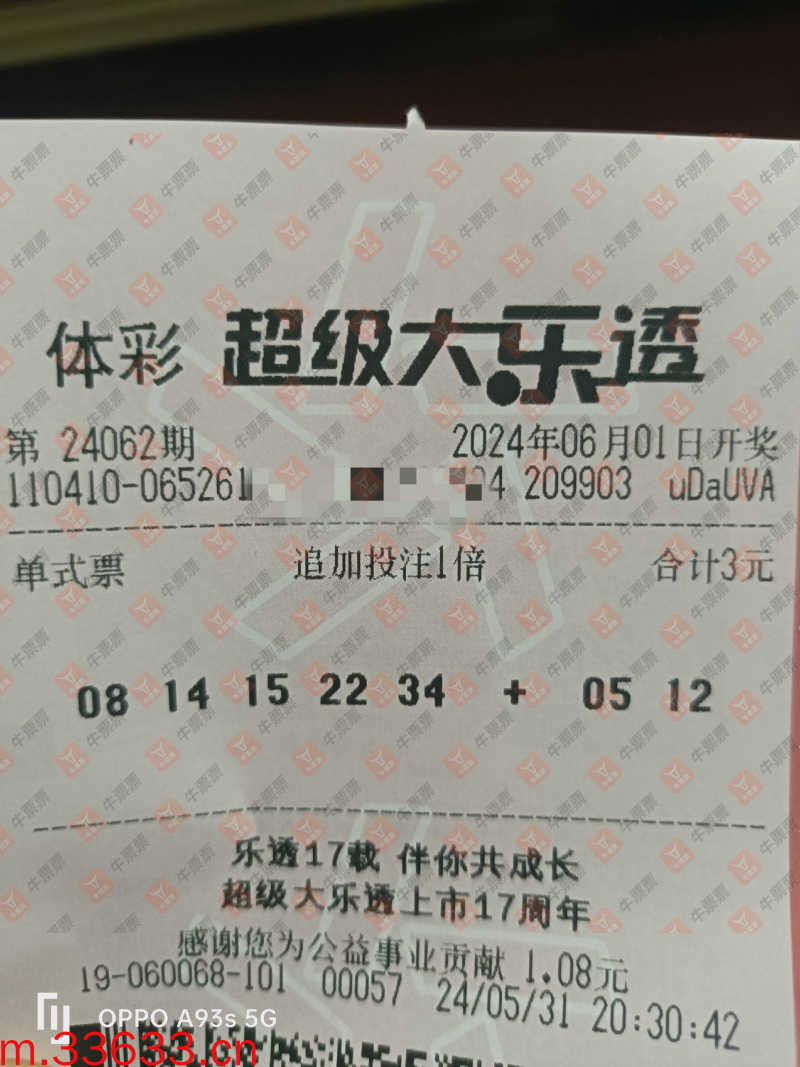 体彩 超级大乐透
第 24062期 2024年06月01日开奖
110410-065261 04 209903 uDaUVA
单式票 追加投注1倍 合计3元
08 14 15 22 34 + 05 12
乐透17载 伴你共成长
超级大乐透上市17周年
感谢您为公益事业贡献 1.08元
19-060068-101 00057 24/05/31 20:30:42
OPPO A93s 5G
m.33633.cn
牛票票